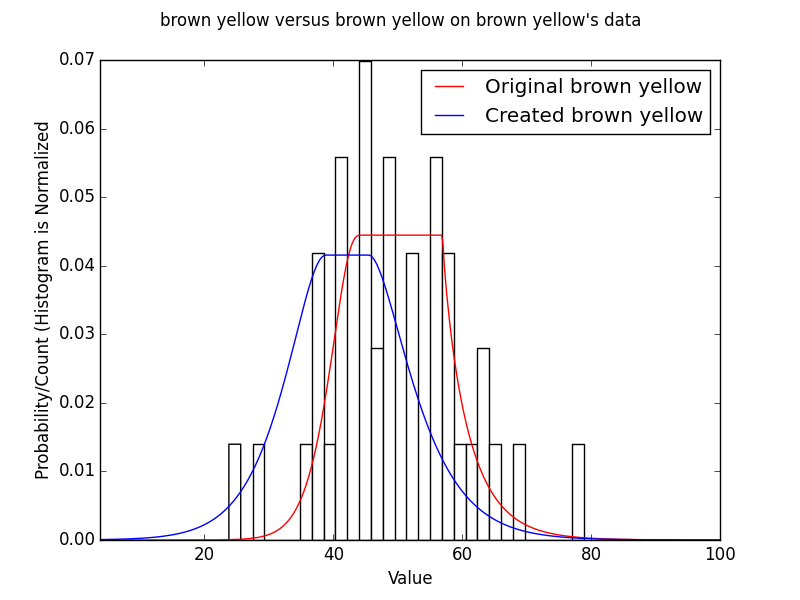 brown yellow versus brown yellow on brown yellow's data
0.07
0.06
0.05
0.04
0.03
0.02
0.01
0.00
Probability/Count (Histogram is Normalized
Original brown yellow
Created brown yellow
20
40
60
80
100
Value